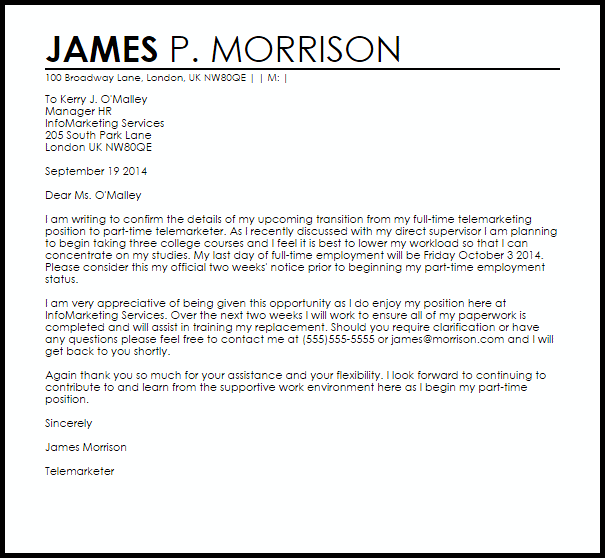 JAMES P. MORRISON
100 Broadway Lane, London, UK NW80QE | | M: |
To Kerry J. O'Malley
Manager HR
InfoMarketing Services
205 South Park Lane
London UK NW80QE
September 19 2014
Dear Ms. O'Malley
I am writing to confirm the details of my upcoming transition from my full-time telemarketing
position to part-time telemarketer. As I recently discussed with my direct supervisor I am planning
to begin taking three college courses and I feel it is best to lower my workload so that I can
concentrate on my studies. My last day of full-time employment will be Friday October 3 2014.
Please consider this my official two weeks' notice prior to beginning my part-time employment
status.
I am very appreciative of being given this opportunity as I do enjoy my position here at
InfoMarketing Services. Over the next two weeks I will work to ensure all of my paperwork is
completed and will assist in training my replacement. Should you require clarification or have
any questions please feel free to contact me at (555)555-5555 or james@morrison.com and I will
get back to you shortly.
Again thank you so much for your assistance and your flexibility. I look forward to continuing to
contribute to and learn from the supportive work environment here as I begin my part-time
position.
Sincerely
James Morrison
Telemarketer